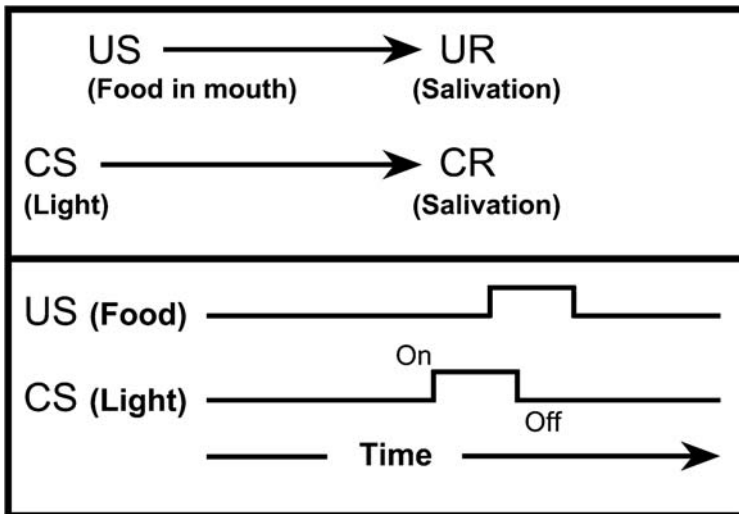 US UR
(Food in mouth) (Salivation)
CS CR
(Light) (Salivation)
US (Food)
On
CS (Light)
Off
Time